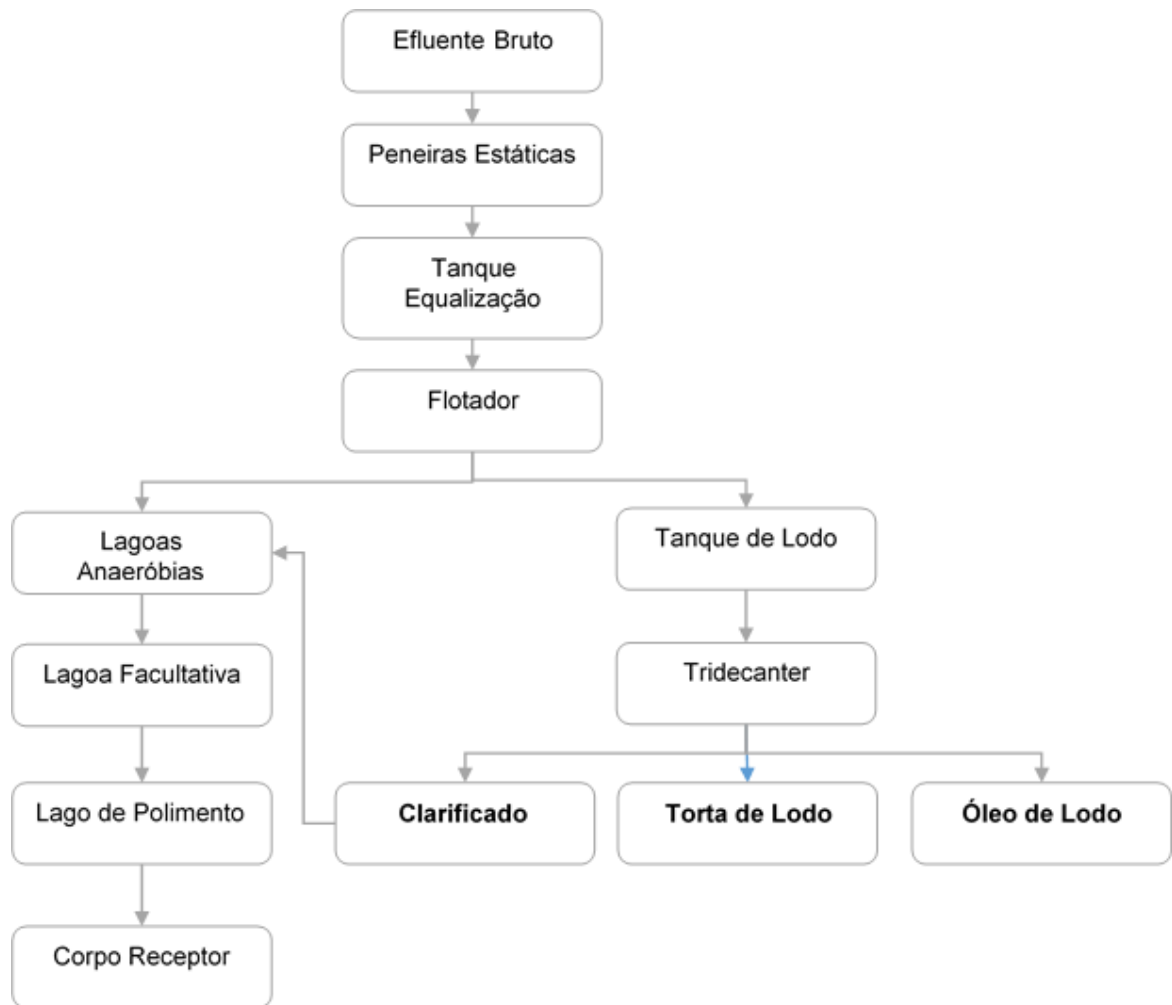 Efluente Bruto
Peneiras Estáticas
Tanque
Equalização
Flotador
Lagoas
Anaeróbias
Tanque de Lodo
Lagoa Facultativa
Tridecanter
Lago de Polimento
Clarificado
Torta de Lodo
Óleo de Lodo
Corpo Receptor